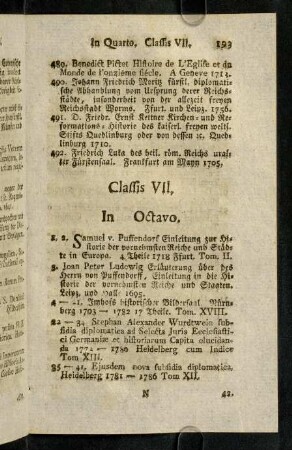 In Quarto, Classis VII. 193
489. Benedict Pictet Histoire de L'Eglise et du
Monde de l'onzième siécle. A Geneve 1713.
490. Johann Friedrich Moritz fürstl. diplomati-
sche Abhandlung vom Ursprung derer Reichs-
städte, insonderheit von der allezeit freyen
Reichsstadt Worms. Ffurt. und Leipz. 1756.
491. D. Friedr. Ernst Kettner Kirchen- und Re-
formations-Historie des kaiserl. freyen weltl.
Stifts Quedlinburg oder von dessen ic. Qued-
linburg 1710.
492. Friedrich Luka des heil. röm. Reichs ural-
ter Fürstensaal. Frankfurt am Mayn 1705.
Classis VII,
In Octavo.
1. 2. Samuel v. Puffendorf Einleitung zur Hi-
storie der vornehmsten Reiche und Städ
te in Europa. 4 Theile 1718 Ffurt. Tom. II.
3. Joan Peter Ludowig Erläuterung über des
Herrn von Puffendorff, Einleitung in die Hi-
storie der vornehmsten Reiche und Staaten.
Leipz. und Halle 1695.
4 — 21. Imhofs historischer Bildersaal. Nürn-
berg 1703 — 1782 17 Theile. Tom. XVIII.
22 — 34. Stephan Alexander Würdtwein sub-
sidia diplomatica ad Selecta Juris Ecclesiasti-
ci Germaniæ et historiarum Capita elucidan-
da 1774 — 1780 Heidelberg cum Indice
Tom XIII.
35 — 41. Ejusdem nova subsidia diplomatica.
Heidelberg 1781 — 1786 Tom XII.
N 42.